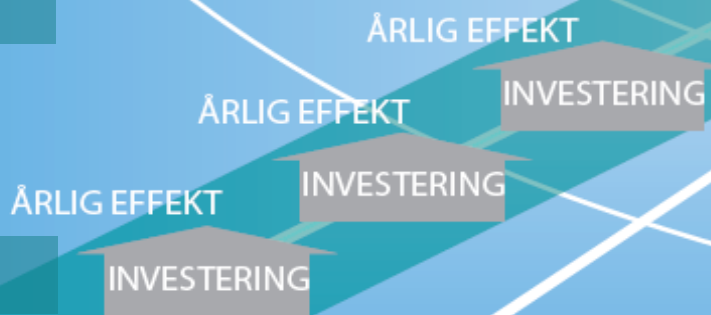 ÅRLIG EFFEKT
INVESTERING
ÅRLIG EFFEKT
INVESTERING
ÅRLIG EFFEKT
INVESTERING